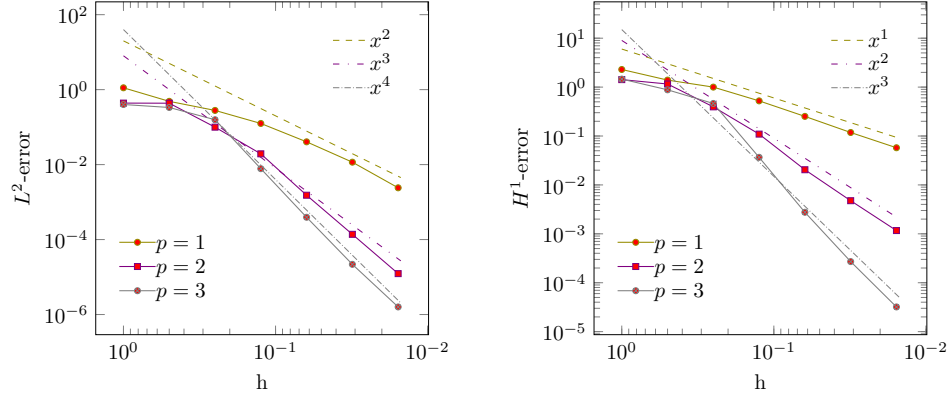 10^2
10^0
10^−2
10^−4
10^−6
L^2-error
x^2
x^3
x^4
p = 1
p = 2
p = 3
10^0
10^−1
10^−2
h
10^1
10^0
10^−1
10^−2
10^−3
10^−4
10^−5
H^1-error
x^1
x^2
x^3
p = 1
p = 2
p = 3
10^0
10^−1
10^−2
h